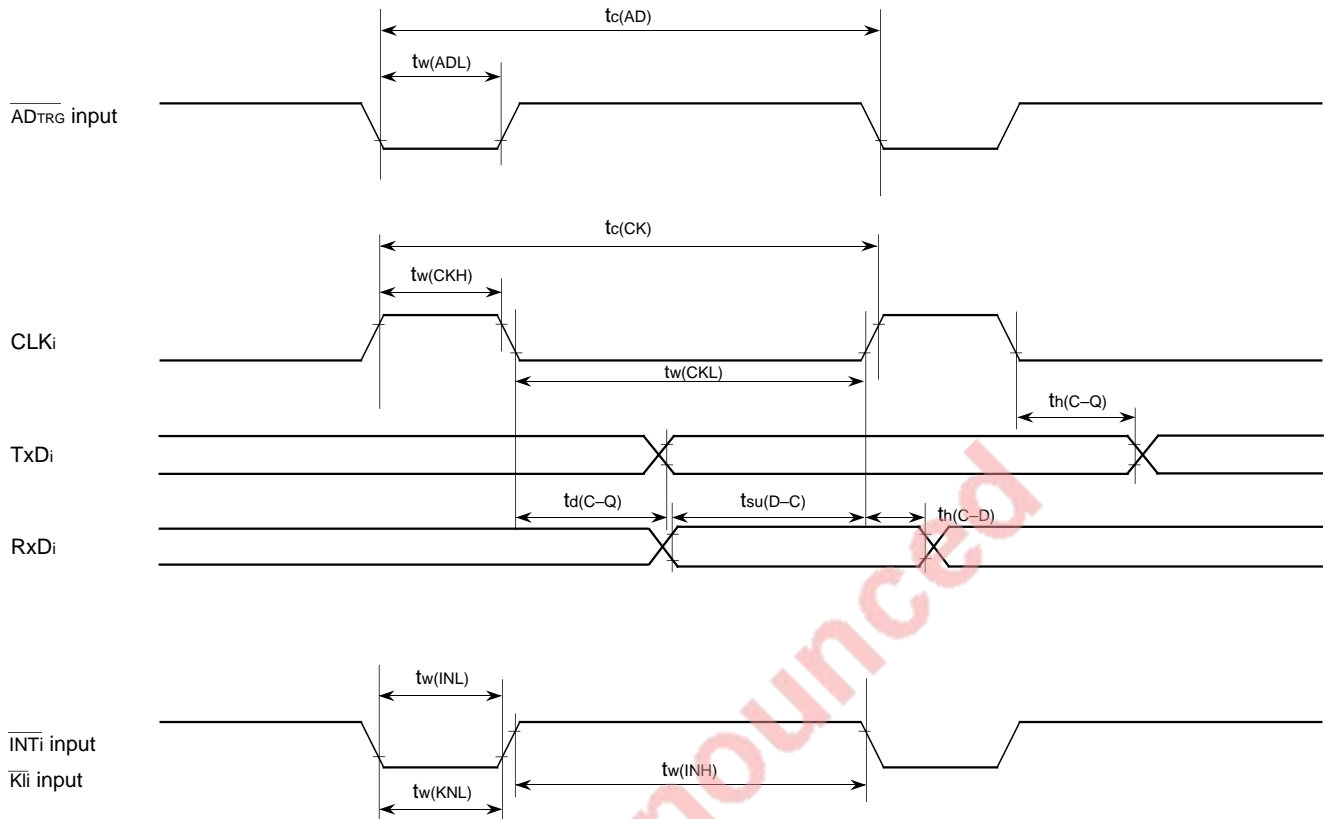 tc(AD)
tw(ADL)
ADTRG input
tc(CK)
tw(CKH)
CLKi
tw(CKL)
th(C–Q)
TxDi
td(C–Q)
tsu(D–C)
th(C–D)
RxDi
tw(INL)
INTi input
KIi input
tw(INH)
tw(KNL)
nounced